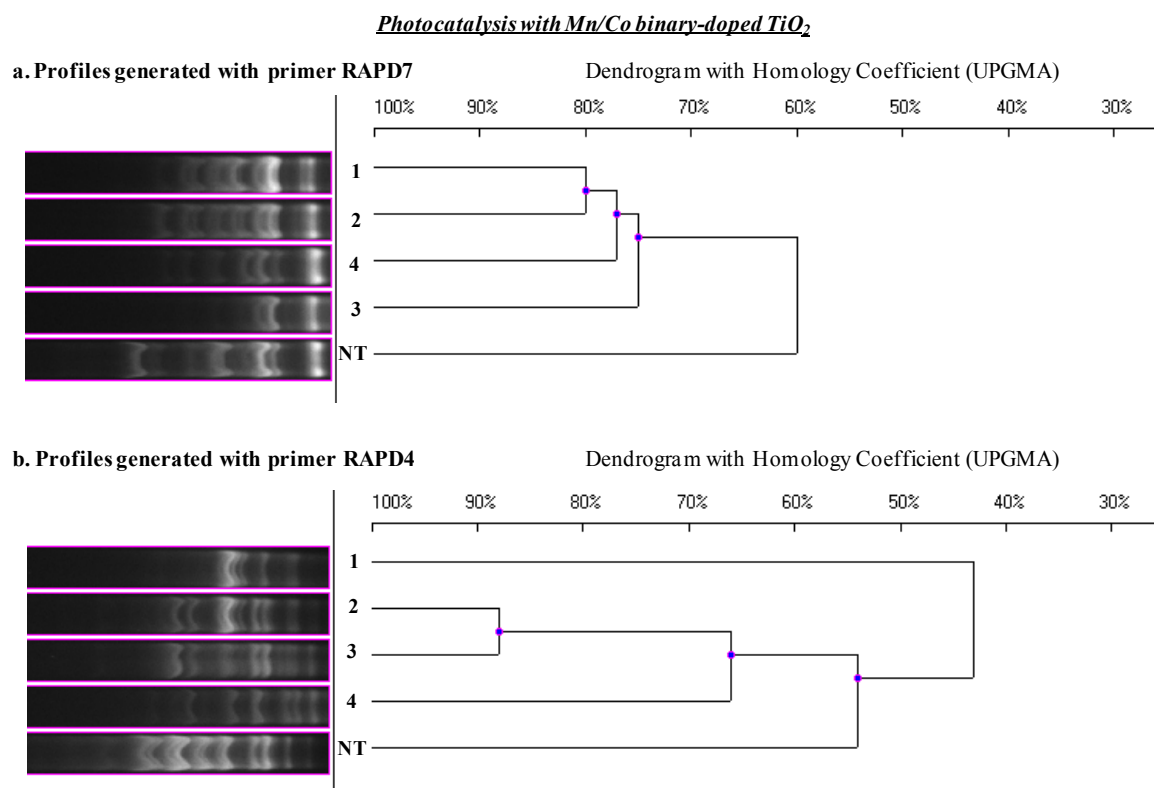 Photocatalysis with Mn/Co binary-doped TiO2
a. Profiles generated with primer RAPD7
Dendrogram with Homology Coefficient (UPGMA)
100% 90% 80% 70% 60% 50% 40% 30%
1
2
4
3
NT
b. Profiles generated with primer RAPD4
Dendrogram with Homology Coefficient (UPGMA)
100% 90% 80% 70% 60% 50% 40% 30%
1
2
3
4
NT